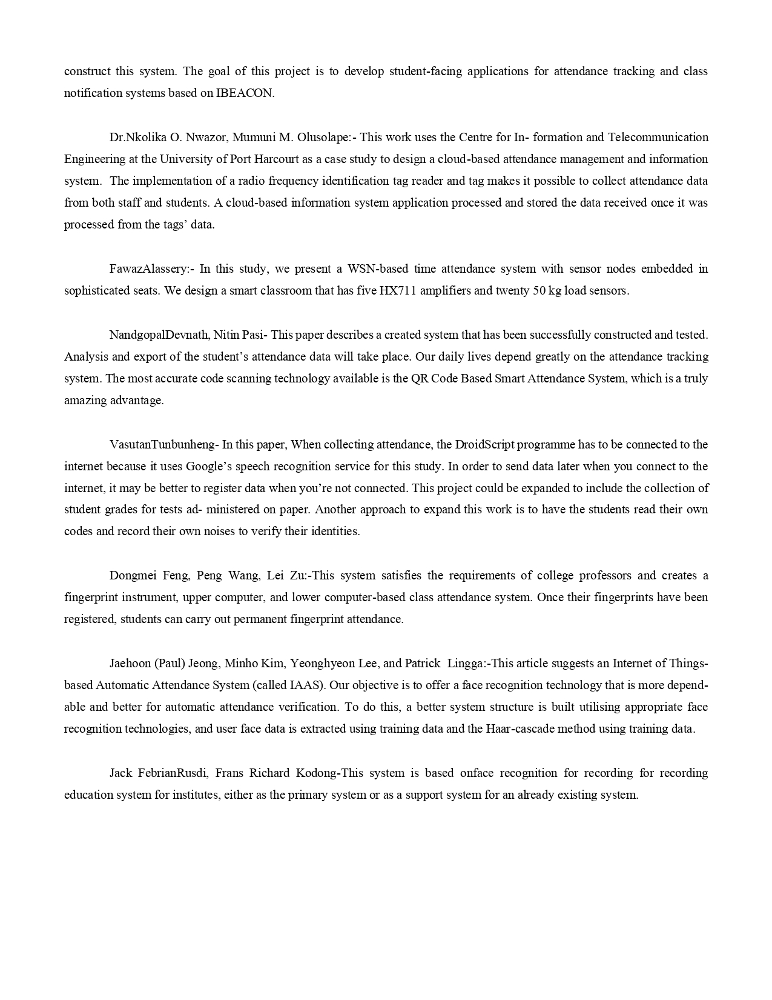 construct this system. The goal of this project is to develop student-facing applications for attendance tracking and class
notification systems based on IBEACON.
Dr.Nkolika O. Nwazor, Mumuni M. Olusolape:- This work uses the Centre for In- formation and Telecommunication
Engineering at the University of Port Harcourt as a case study to design a cloud-based attendance management and information
system.  The implementation of a radio frequency identification tag reader and tag makes it possible to collect attendance data
from both staff and students. A cloud-based information system application processed and stored the data received once it was
processed from the tags’ data.
FawazAlassery:- In this study, we present a WSN-based time attendance system with sensor nodes embedded in
sophisticated seats. We design a smart classroom that has five HX711 amplifiers and twenty 50 kg load sensors.
NandgopalDevnath, Nitin Pasi- This paper describes a created system that has been successfully constructed and tested.
Analysis and export of the student’s attendance data will take place. Our daily lives depend greatly on the attendance tracking
system. The most accurate code scanning technology available is the QR Code Based Smart Attendance System, which is a truly
amazing advantage.
VasutanTunbunheng- In this paper, When collecting attendance, the DroidScript programme has to be connected to the
internet because it uses Google’s speech recognition service for this study. In order to send data later when you connect to the
internet, it may be better to register data when you’re not connected. This project could be expanded to include the collection of
student grades for tests ad- ministered on paper. Another approach to expand this work is to have the students read their own
codes and record their own noises to verify their identities.
Dongmei Feng, Peng Wang, Lei Zu:-This system satisfies the requirements of college professors and creates a
fingerprint instrument, upper computer, and lower computer-based class attendance system. Once their fingerprints have been
registered, students can carry out permanent fingerprint attendance.
Jaehoon (Paul) Jeong, Minho Kim, Yeonghyeon Lee, and Patrick  Lingga:-This article suggests an Internet of Things-
based Automatic Attendance System (called IAAS). Our objective is to offer a face recognition technology that is more depend-
able and better for automatic attendance verification. To do this, a better system structure is built utilising appropriate face
recognition technologies, and user face data is extracted using training data and the Haar-cascade method using training data.
Jack FebrianRusdi, Frans Richard Kodong-This system is based onface recognition for recording for recording
education system for institutes, either as the primary system or as a support system for an already existing system.